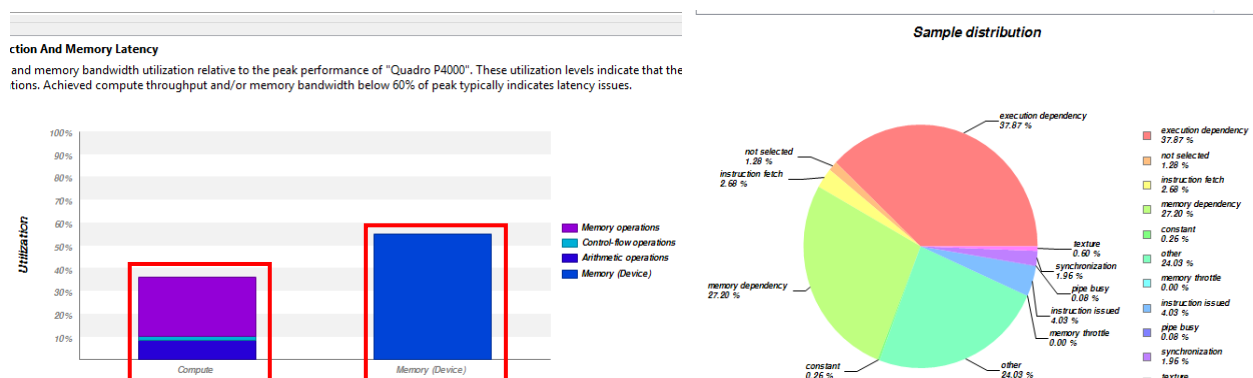 ction And Memory Latency
and memory bandwidth utilization relative to the peak performance of "Quadro P4000". These utilization levels indicate that the
tions. Achieved compute throughput and/or memory bandwidth below 60% of peak typically indicates latency issues.
100%
90%
80%
70%
60%
50%
40%
30%
20%
10%
Utilization
Compute
Memory (Device)
Memory operations
Control-flow operations
Arithmetic operations
Memory (Device)
Sample distribution
execution dependency
37.87 %
not selected
1.28 %
instruction fetch
2.68 %
memory dependency
27.20 %
constant
0.26 %
other
24.03 %
memory throttle
0.00 %
instruction issued
4.03 %
pipe busy
0.08 %
synchronization
1.96 %
texture
0.60 %
execution dependency
37.87 %
not selected
1.28 %
instruction fetch
2.68 %
memory dependency
27.20 %
constant
0.26 %
other
24.03 %
memory throttle
0.00 %
instruction issued
4.03 %
pipe busy
0.08 %
synchronization
1.96 %
texture